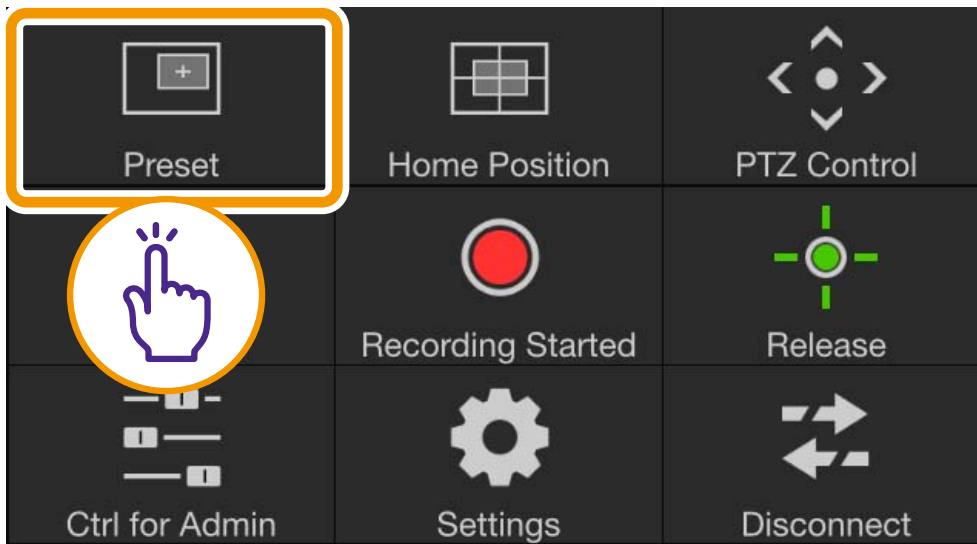 Preset
Home Position
PTZ Control
Recording Started
Release
Ctrl for Admin
Settings
Disconnect